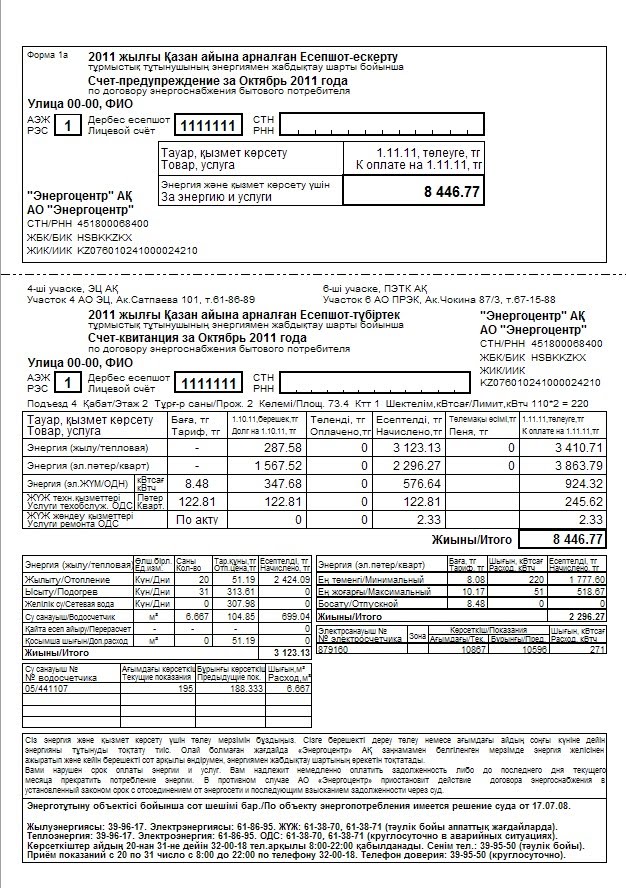 Форма 1а
2011 жылғы Қазан айына арналған Есепшот-ескерту
тұрмыстық тұтынушының энергиямен жабдықтау шарты бойынша
Счет-предупреждение за Октябрь 2011 года
по договору энергоснабжения бытового потребителя
Улица 00-00, ФИО
АЭЖ РЭС 1 Дербес есепшот Лицевой счёт 1111111 СТН РНН
Тауар, қызмет көрсету 1.11.11, төлеуге, тг
Товар, услуга К оплате на 1.11.11, тг
Энергия және қызмет көрсету үшін
За энергию и услуги 8 446.77
"Энергоцентр" АҚ
АО "Энергоцентр"
СТН/РНН 451800068400
ЖБК/БИК HSBKKZKX
ЖИК/ИИК KZ076010241000024210
4-ші учаске, ЭЦ АҚ 6-ші учаске, ПЭТК АҚ
Участок 4 АО ЭЦ, Ак.Сатпаева 101, т.61-86-89 Участок 6 АО ПРЭК, Ак.Чокина 87/3, т.67-15-88
2011 жылғы Қазан айына арналған Есепшот-түбіртек
тұрмыстық тұтынушының энергиямен жабдықтау шарты бойынша
Счет-квитанция за Октябрь 2011 года
по договору энергоснабжения бытового потребителя
"Энергоцентр" АҚ
АО "Энергоцентр"
СТН/РНН 451800068400
ЖБК/БИК HSBKKZKX
ЖИК/ИИК
KZ076010241000024210
Улица 00-00, ФИО
АЭЖ РЭС 1 Дербес есепшот Лицевой счёт 1111111 СТН РНН
Подъезд 4 Қабат/Этаж 2 Тұрғ-р саны/Прож. 2 Көлемі/Площ. 73.4 Ктт 1 Шектелім,кВтсағ/Лимит,кВтч 110*2 = 220
Тауар, қызмет көрсету Баға, тг 1.10.11,берешек,тг Төленді, тг Есептелді, тг Төлемақы өсімі,тг 1.11.11,төлеуге,тг
Товар, услуга Тариф, тг Долг на 1.10.11,тг Оплачено,тг Начислено,тг Пеня, тг К оплате на 1.11.11,тг
Энергия (жылу/тепловая) - 287.58 0 3 123.13 0 3 410.71
Энергия (эл.пәтер/кварт) - 1 567.52 0 2 296.27 0 3 863.79
Энергия (эл.ЖҮМ/ОДН) кВтсағ кВтч 8.48 347.68 0 576.64 924.32
ЖҮЖ техн.қызметтері Пәтер
Услуги техобслуж. ОДС Кварт. 122.81 122.81 0 122.81 245.62
ЖҮЖ жөндеу қызметтері
Услуги ремонта ОДС По акту 0 0 2.33 2.33
Жиыны/Итого 8 446.77
Энергия (жылу/тепловая) Өлш.бірл. Ед.изм. Саны Кол-во Тар.құны,тг Отп.цена,тг Есептелді,тг Начислено, тг
Жылыту/Отопление Күн/Дни 20 51.19 2 424.09
Ысыту/Подогрев Күн/Дни 31 313.61 0
Желілік су/Сетевая вода Күн/Дни 0 307.98 0
Су санауыш/Водосчетчик м³ 6.667 104.85 699.04
Қайта есеп айыру/Перерасчет - - 0
Қосымша шығын/Доп.расход м³ 0 51.19 0
Жиыны/Итого 3 123.13
Энергия (эл.пәтер/кварт) Баға, тг Тариф, тг Шығын, кВтсағ Расход, кВтч Есептелді, тг Начислено, тг
Ең төменгі/Минимальный 8.08 220 1 777.60
Ең жоғарғы/Максимальный 10.17 51 518.67
Босату/Отпускной 8.48 0 0
Жиыны/Итого 2 296.27
Электрсанауыш № Зона Көрсеткіш/Показания Шығын, кВтсағ
№ электросчетчика Ағымдағы/Тек. Бұрынғы/Пред. Расход, кВтч
879160 10867 10596 271
Су санауыш № Ағымдағы көрсеткіш Бұрынғы көрсеткіш Шығын,м³
№ водосчетчика Текущие показания Предыдущие пок. Расход,м³
05/441107 195 188.333 6.667
Сіз энергия және қызмет көрсету үшін төлеу мерзімін бұздыңыз. Сізге берешекті дереу төлеу немесе ағымдағы айдың соңғы күніне дейін
энергияны тұтынуды тоқтату тиіс. Олай болмаған жағдайда «Энергоцентр» АҚ заңнамамен белгіленген мерзімде энергия желісінен
ажыратып және кейін берешекті сот арқылы өндірумен, энергиямен жабдықтау шартының ерекетін тоқтатады.
Вами нарушен срок оплаты энергии и услуг. Вам надлежит немедленно оплатить задолженность либо до последнего дня текущего
месяца прекратить потребление энергии. В противном случае АО «Энергоцентр» приостановит действие договора энергоснабжения в
установленный законом срок с отсоединением от энергосети и последующим взысканием задолженности через суд.
Энерготұтыну объектісі бойынша сот шешімі бар./По объекту энергопотребления имеется решение суда от 17.07.08.
Жылуэнергиясы: 39-96-17. Электрэнергиясы: 61-86-95. ЖҮЖ: 61-38-70, 61-38-71 (тәулік бойы аппаттық жағдайларда).
Теплоэнергия: 39-96-17. Электроэнергия: 61-86-95. ОДС: 61-38-70, 61-38-71 (круглосуточно в аварийных ситуациях).
Көрсеткіштер айдың 20-нан 31-не дейін 32-00-18 тел.арқылы 8:00-22:00 қабылданады. Сенім тел.: 39-95-50 (тәулік бойы).
Приём показаний с 20 по 31 число с 8:00 до 22:00 по телефону 32-00-18. Телефон доверия: 39-95-50 (круглосуточно).